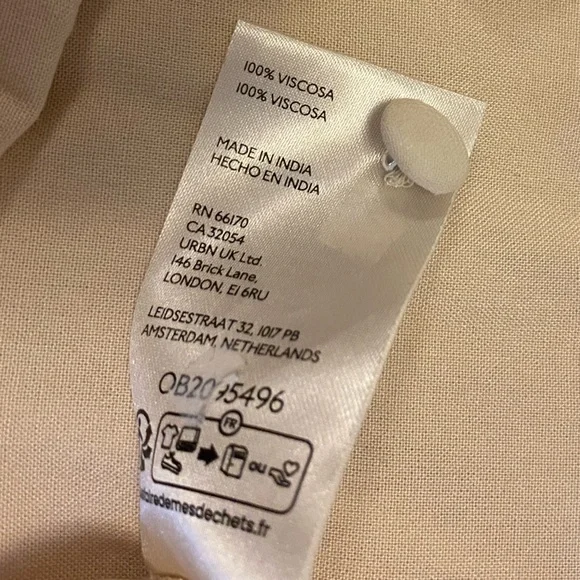 100% VISCOSA
100% VISCOSA
MADE IN INDIA
HECHO EN INDIA
RN 66170
CA 32054
URBN UK Ltd.
146 Brick Lane,
LONDON, E1 6RU
LEIDSESTRAAT 32, 1017 PB
AMSTERDAM, NETHERLANDS
FR
OU